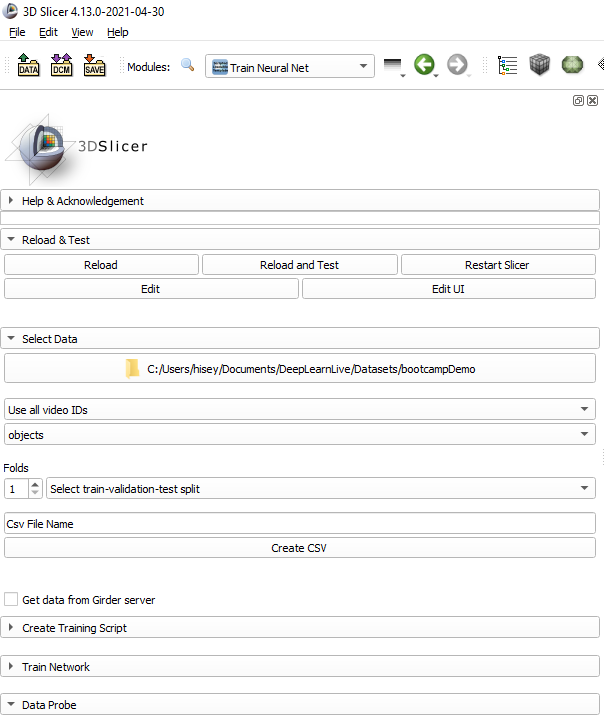 3D Slicer 4.13.0-2021-04-30
File Edit View Help
DATA DCM SAVE Modules: Train Neural Net
3DSlicer
Help & Acknowledgement
Reload & Test
Reload Reload and Test Restart Slicer
Edit Edit UI
Select Data
C:/Users/hisey/Documents/DeepLearnLive/Datasets/bootcampDemo
Use all video IDs
objects
Folds
1 Select train-validation-test split
Csv File Name
Create CSV
Get data from Girder server
Create Training Script
Train Network
Data Probe